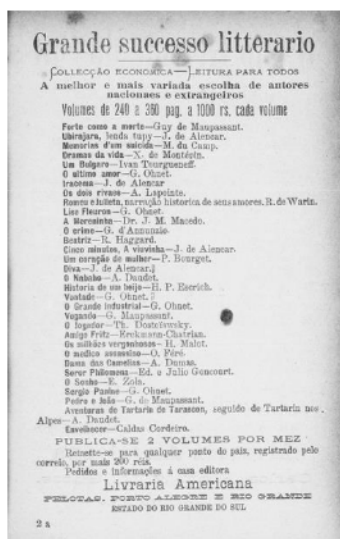 Grande successo litterario
COLLECÇÃO ECONOMICA—LEITURA PARA TODOS
A melhor e mais variada escolha de autores
nacionaes e extrangeiros
Volumes de 240 a 360 pag. a 1000 rs. cada volume
Forte como a morte—Guy de Maupassant.
Ubirajara, lenda tupy—J. de Alencar.
Memorias d'um suicida—M. du Camp.
Dramas da vida—X. de Montépin.
Um Bulgaro—Ivan Tourgueneff.
O ultimo amor—G. Ohnet.
Iracema—J. de Alencar
Os dois rivaes—A. Lapointe.
Romeu e Julieta, narração historica de seus amores. R. de Wariz.
Lise Fleuron—G. Ohnet.
A Moreninha—Dr. J. M. Macedo.
O crime—G. d'Annunzio.
Beatriz—R. Haggard.
Cinco minutos, A viuvinha—J. de Alencar.
Um coração de mulher—P. Bourget.
Diva—J. de Alencar.
O Nababo—A. Daudet.
Historia de um beijo—H. P. Escrich.
Vontade—G. Ohnet.
O Grande Industrial—G. Ohnet.
Vogando—G. Maupassant.
O Jogador—Th. Dostoïewsky.
Amigo Fritz—Erckmann-Chatrian.
Os milhões vergonhosos—H. Malot.
O medico assassino—O. Féré.
Dama das Camelias—A. Dumas.
Soror Philomena—Ed. e Julio Goncourt.
O Sonho—E. Zola.
Sergio Panine—G. Ohnet.
Pedro e João—G. de Maupassant.
Aventuras de Tartarin de Tarascon, seguido de Tartarin nos
Alpes—A. Daudet.
Envelhecer—Caldas Cordeiro.
PUBLICA-SE 2 VOLUMES POR MEZ
Remette-se para qualquer ponto do paiz, registrado pelo
correio, por mais 200 réis.
Pedidos e informações á casa editora
Livraria Americana
PELOTAS, PORTO ALEGRE E RIO GRANDE
ESTADO DO RIO GRANDE DO SUL
2 a